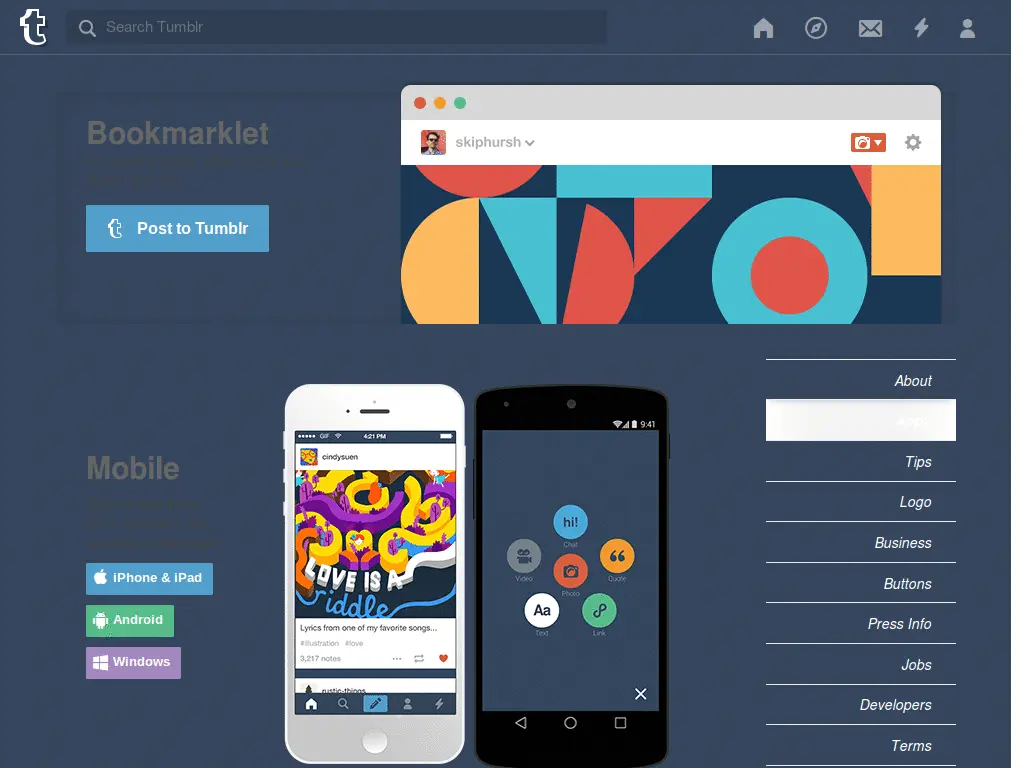 Search Tumblr
Bookmarklet
skiphursh
Post to Tumblr
About
Apps
Tips
Logo
Business
Buttons
Press Info
Jobs
Developers
Terms
Mobile
iPhone & iPad
Android
Windows
GIF 4:21 PM
cindysuen
LOVE IS A
riddle
Lyrics from one of my favorite songs...
#illustration #love
3,217 notes
rustic-things
9:41
hi!
Chat
Video
Quote
Photo
Aa
Text
Link